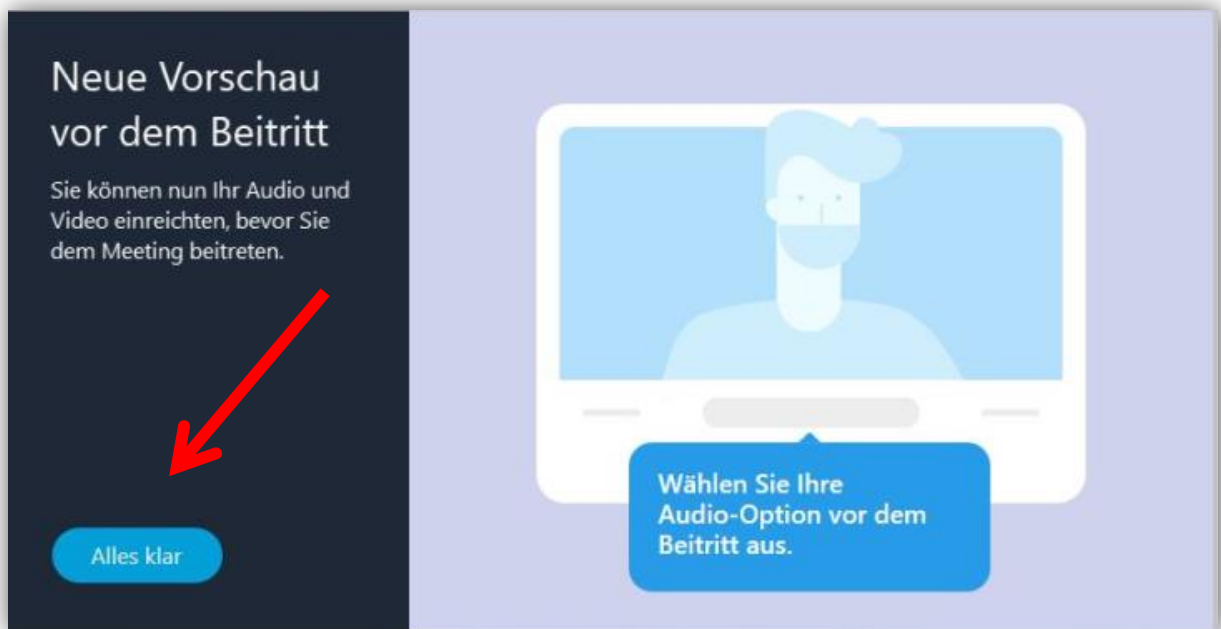 Neue Vorschau
vor dem Beitritt
Sie können nun Ihr Audio und
Video einreichten, bevor Sie
dem Meeting beitreten.
Alles klar
Wählen Sie Ihre
Audio-Option vor dem
Beitritt aus.